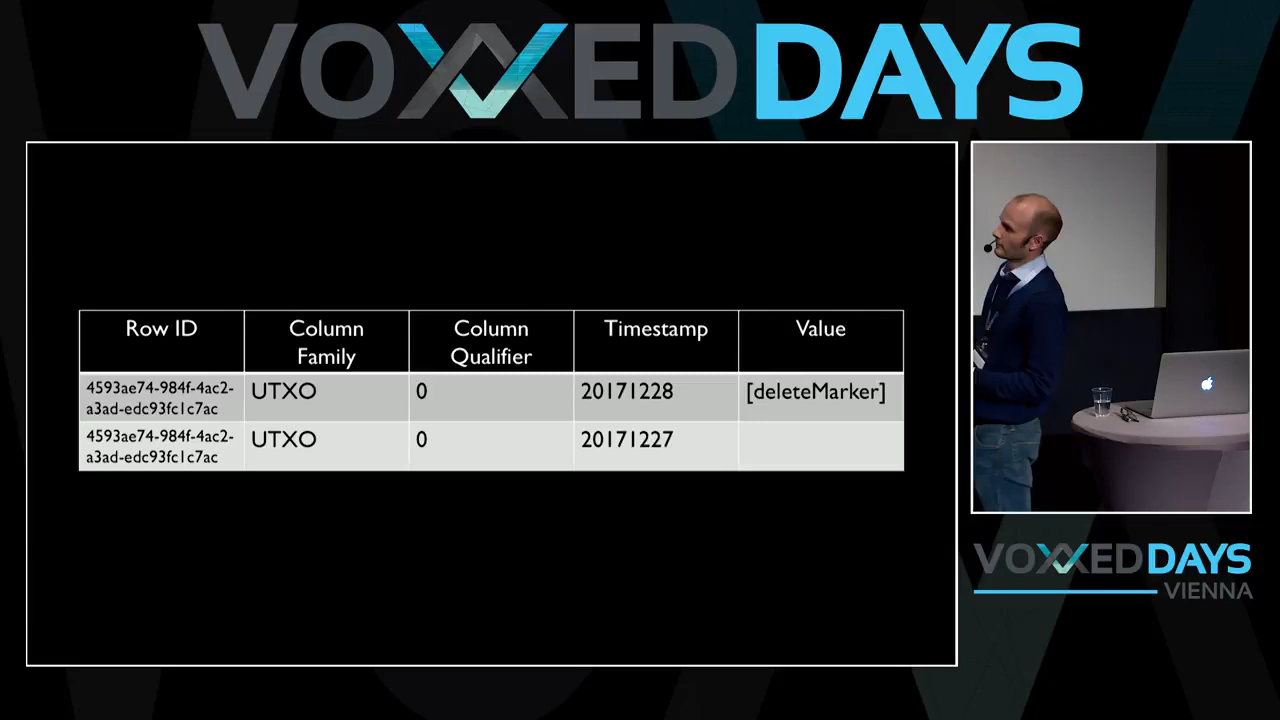 VOXXED DAYS
Row ID
Column
Family
Column
Qualifier
Timestamp
Value
4593ae74-984f-4ac2-
a3ad-edc93fc1c7ac
UTXO
0
20171228
[deleteMarker]
4593ae74-984f-4ac2-
a3ad-edc93fc1c7ac
UTXO
0
20171227
VOXXED DAYS
VIENNA